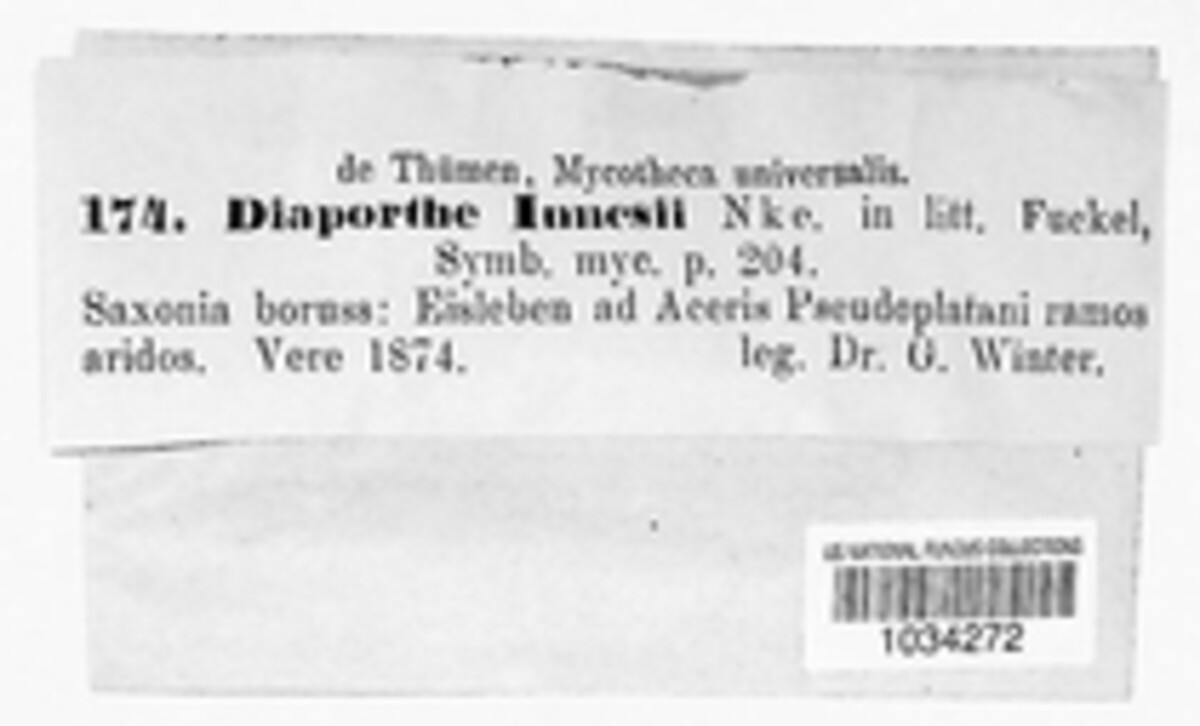 de Thümen, Mycotheca universalis.
174. Diaporthe Innesii Nke. in litt. Fuckel,
Symb. myc. p. 204.
Saxonia boruss: Eisleben ad Aceris Pseudoplatani ramos
aridos. Vere 1874. leg. Dr. G. Winter.
US NATIONAL FUNGUS COLLECTIONS
1034272